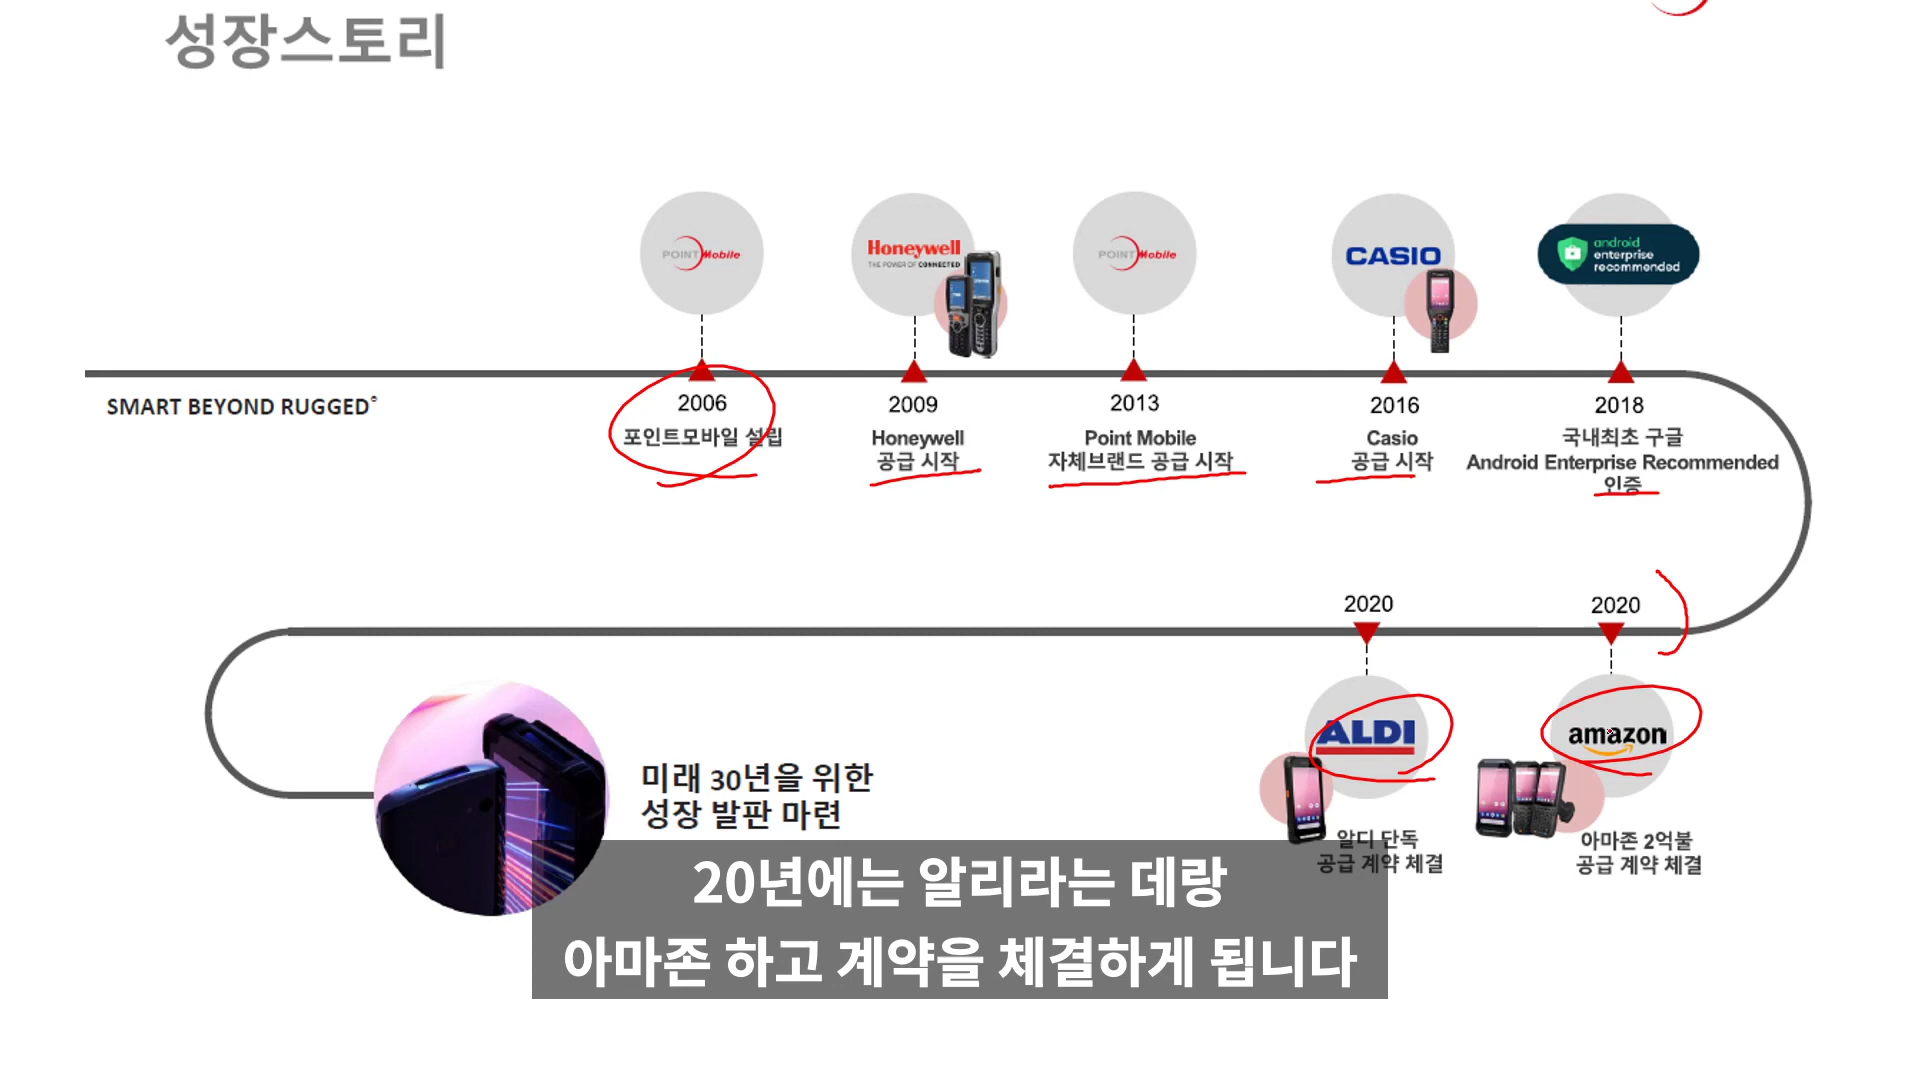 성장스토리
POINT Mobile
Honeywell
THE POWER OF CONNECTED
POINT Mobile
CASIO
android
enterprise
recommended
SMART BEYOND RUGGED©
2006
포인트모바일 설립
2009
Honeywell
공급 시작
2013
Point Mobile
자체브랜드 공급 시작
2016
Casio
공급 시작
2018
국내최초 구글
Android Enterprise Recommended
인증
2020
ALDI
알디 단독
공급 계약 체결
2020
amazon
아마존 2억불
공급 계약 체결
미래 30년을 위한
성장 발판 마련
20년에는 알리라는 데랑
아마존 하고 계약을 체결하게 됩니다